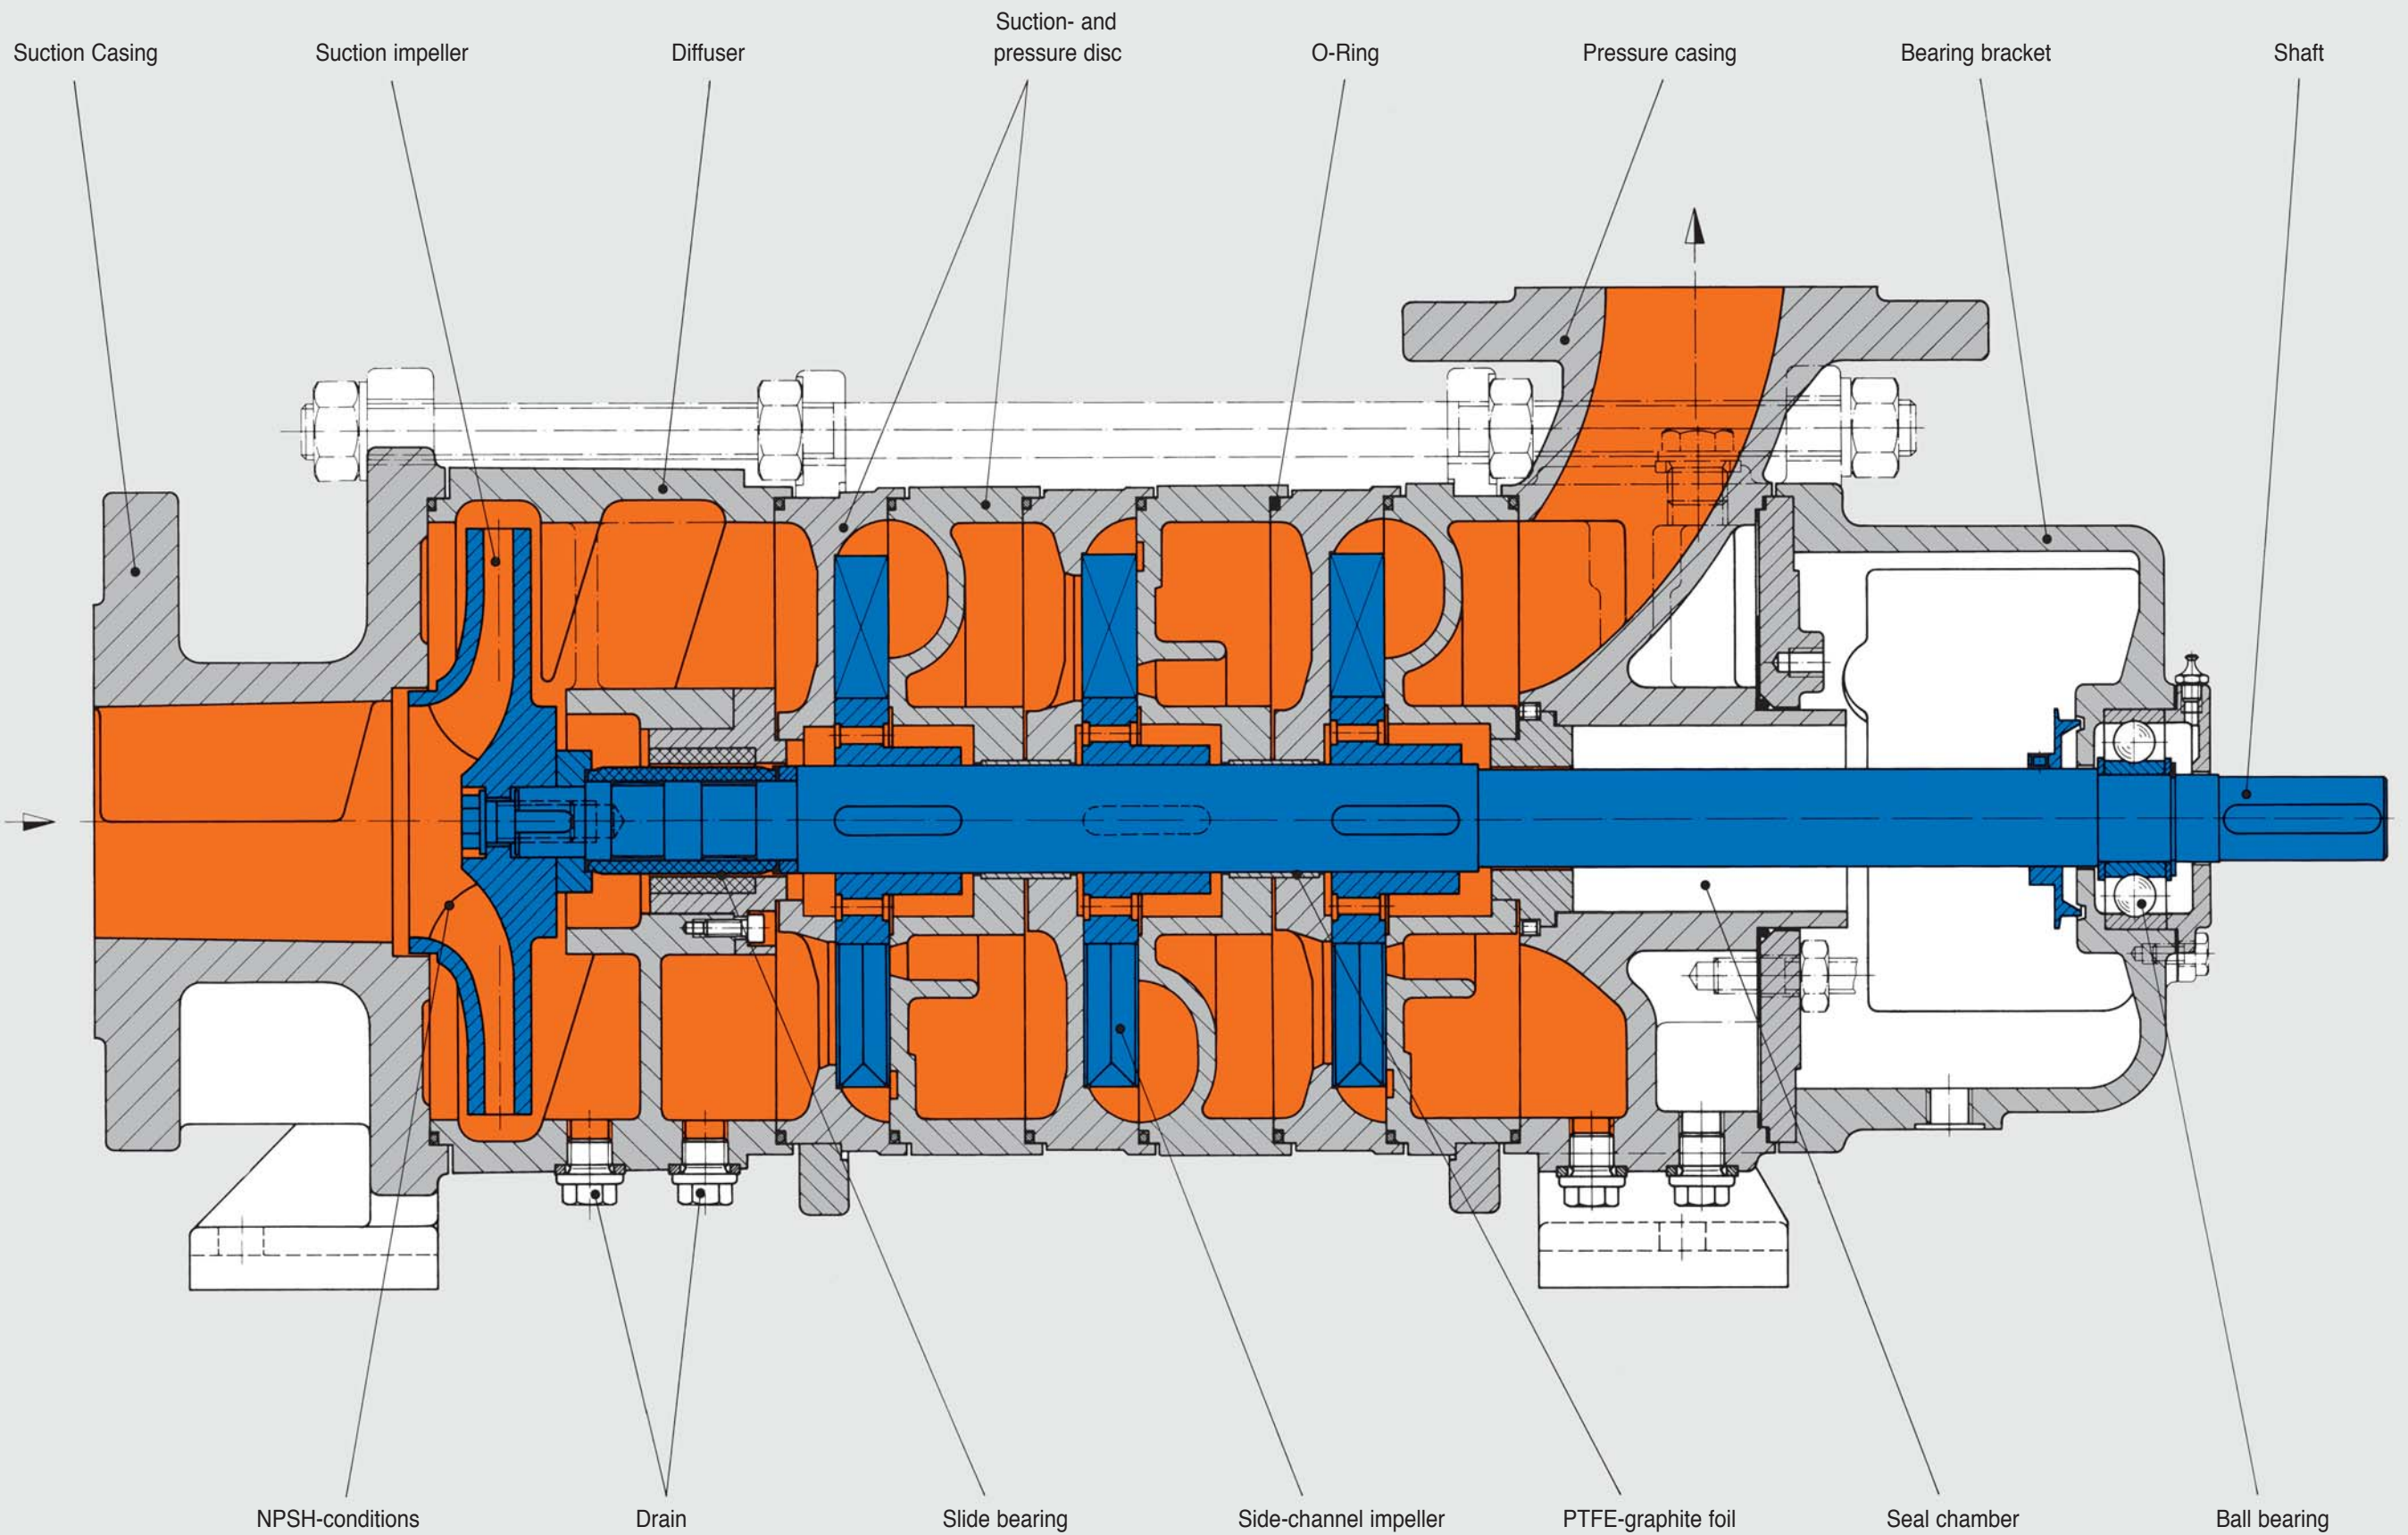 Suction Casing
Suction impeller
Diffuser
Suction- and
pressure disc
O-Ring
Pressure casing
Bearing bracket
Shaft
NPSH-conditions
Drain
Slide bearing
Side-channel impeller
PTFE-graphite foil
Seal chamber
Ball bearing